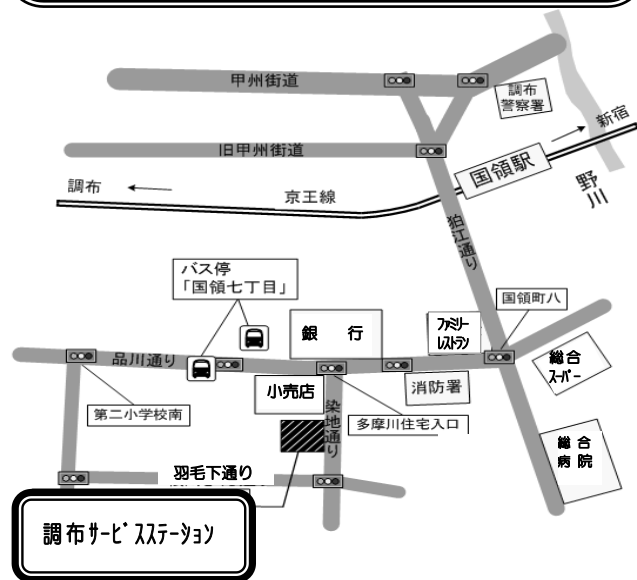 甲州街道
調布
警察署
新宿
旧甲州街道
国領駅
調布
京王線
野川
狛江通り
バス停
「国領七丁目」
国領町八
銀 行
ファミリー
レストラン
品川通り
総合
スーパー
小売店
消防署
第二小学校南
染地通り
多摩川住宅入口
総合
病院
羽毛下通り
調布サービスステーション